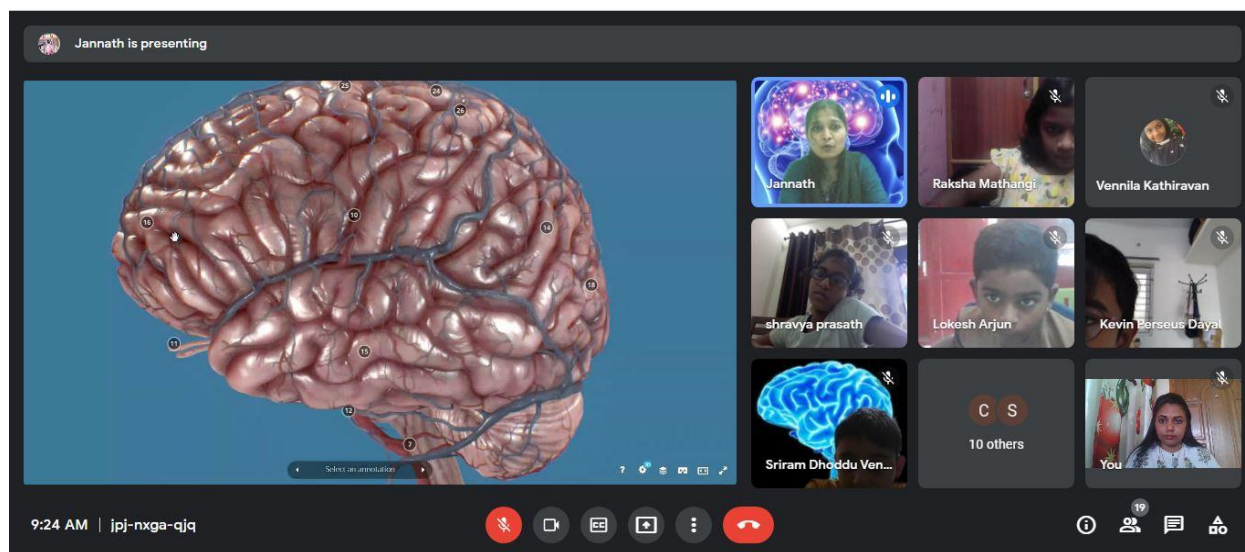 Jannath is presenting
25
24
26
16
10
14
18
11
15
12
7
Select an annotation
?
Jannath
Raksha Mathangi
Vennila Kathiravan
shravya prasath
Lokesh Arjun
Kevin Perseus Dayal
Sriram Dhoddu Ven...
C S
10 others
You
9:24 AM | jpj-nxga-qjq
CC
19